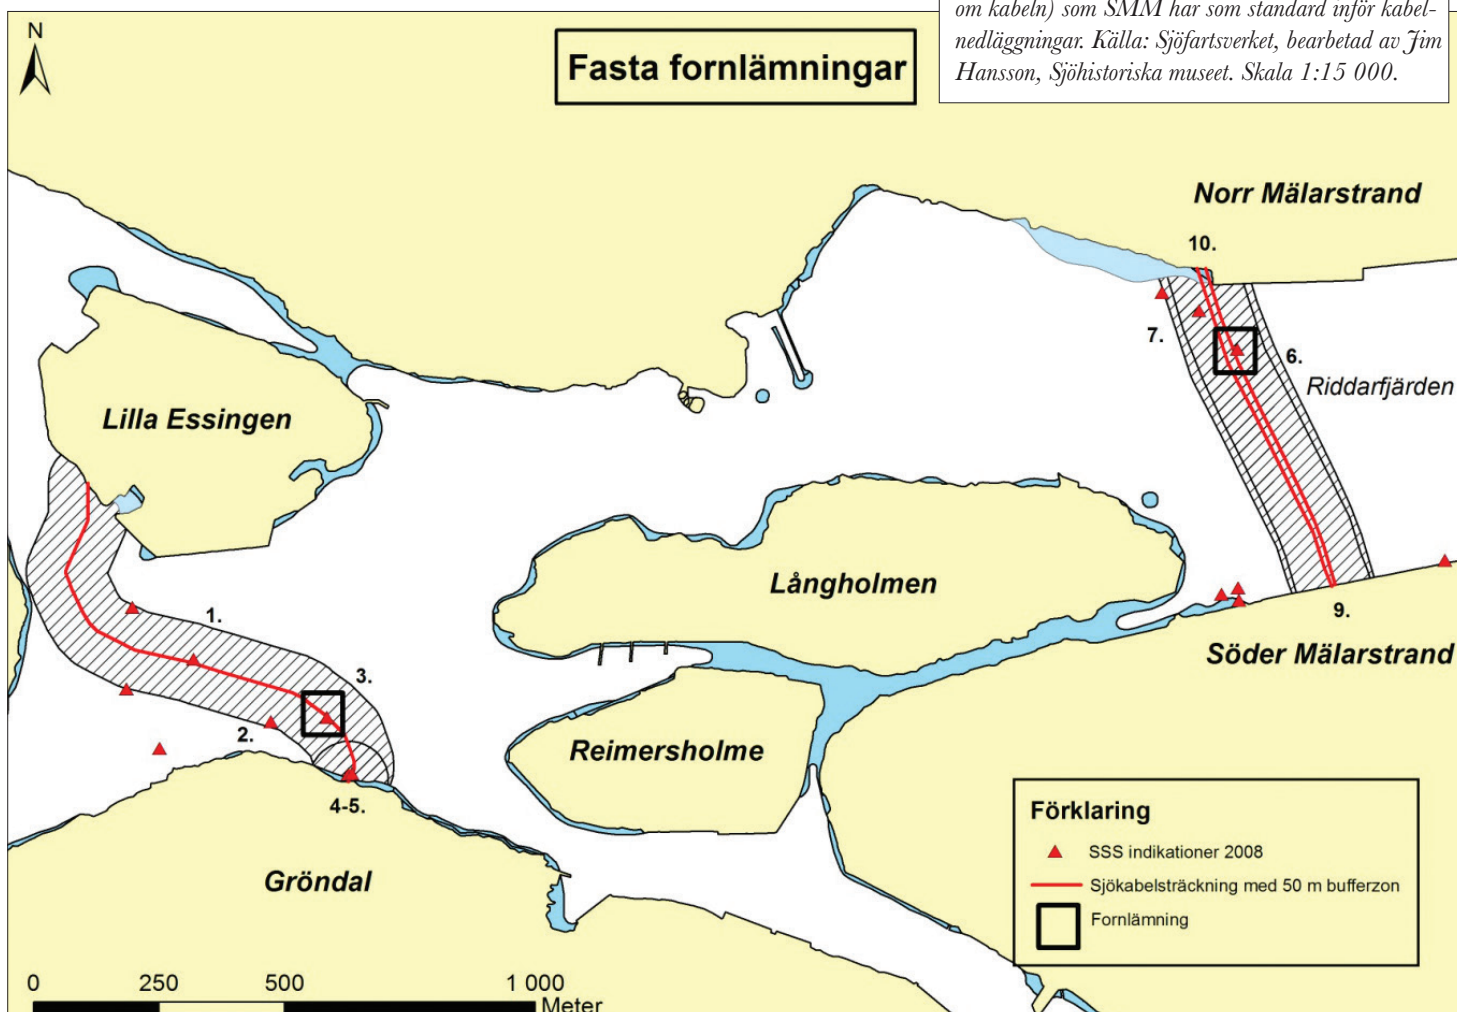 om kabeln) som SMM har som standard inför kabel-
nedläggningar. Källa: Sjöfartsverket, bearbetad av Jim
Hansson, Sjöhistoriska museet. Skala 1:15 000.
N
Fasta fornlämningar
Norr Mälarstrand
10.
7.
6.
Riddarfjärden
Lilla Essingen
Långholmen
9.
1.
Söder Mälarstrand
3.
2.
Reimersholme
4-5.
Gröndal
Förklaring
SSS indikationer 2008
Sjökabelsträckning med 50 m bufferzon
Fornlämning
0 250 500 1 000
Meter